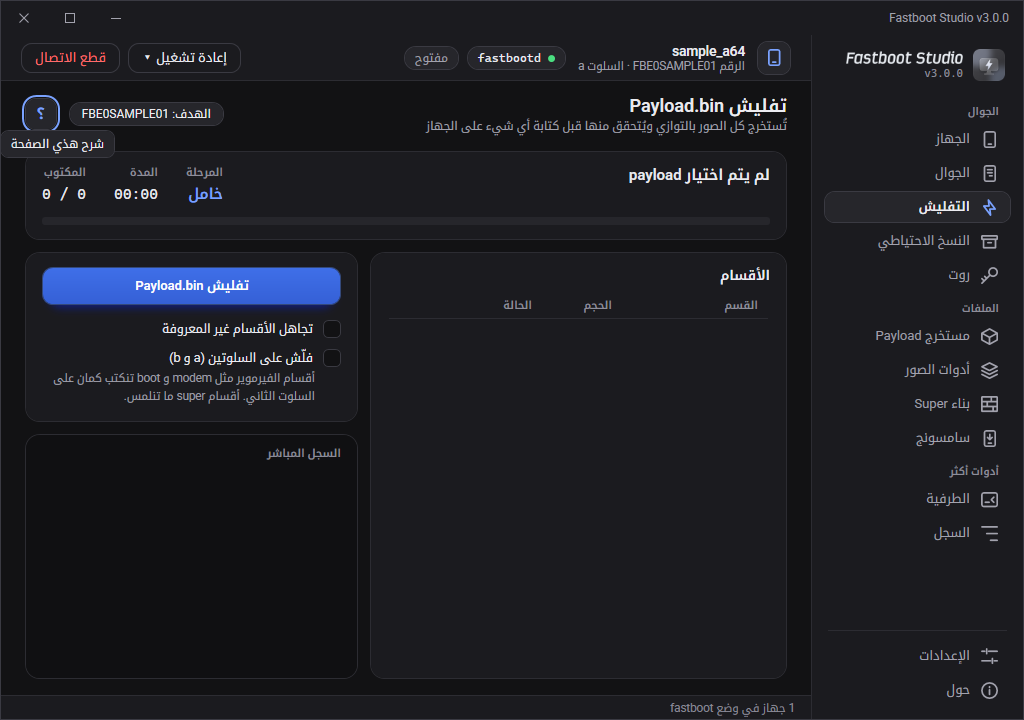 Fastboot Studio v3.0.0
Fastboot Studio
v3.0.0
الجوال
الجهاز
الجوال
التفليش
النسخ الاحتياطي
روت
الملفات
مستخرج Payload
أدوات الصور
بناء Super
سامسونج
أدوات أكثر
الطرفية
السجل
الإعدادات
حول
sample_a64
الرقم FBE0SAMPLE01 · السلوت a
fastbootd
مفتوح
إعادة تشغيل
قطع الاتصال
تفليش Payload.bin
تُستخرج كل الصور بالتوازي ويُتحقق منها قبل كتابة أي شيء على الجهاز
الهدف: FBE0SAMPLE01
؟
شرح هذي الصفحة
لم يتم اختيار payload
المرحلة
خامل
المدة
00:00
المكتوب
0 / 0
الأقسام
القسم الحجم الحالة
تفليش Payload.bin
تجاهل الأقسام غير المعروفة
فلّش على السلوتين (a و b)
أقسام الفيرموير مثل modem و boot تنكتب كمان على
السلوت الثاني. أقسام super ما تنلمس.
السجل المباشر
1 جهاز في وضع fastboot